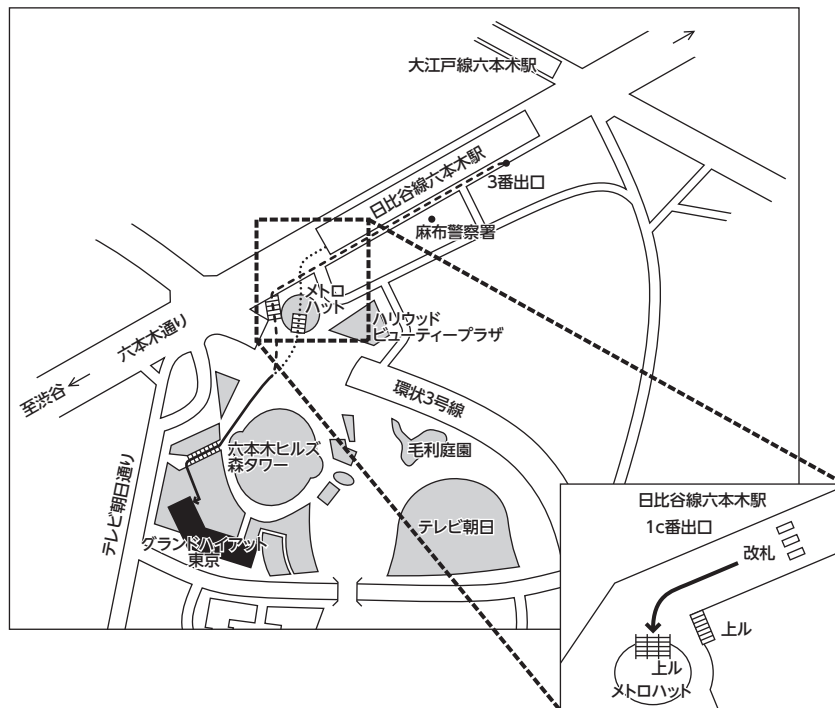 大江戸線六本木駅
日比谷線六本木駅
3番出口
麻布警察署
メトロ
ハット
ハリウッド
ビューティープラザ
六本木通り
至渋谷
環状3号線
六本木ヒルズ
森タワー
毛利庭園
テレビ朝日通り
テレビ朝日
グランドハイアット
東京
日比谷線六本木駅
1c番出口
改札
上ル
上ル
メトロハット